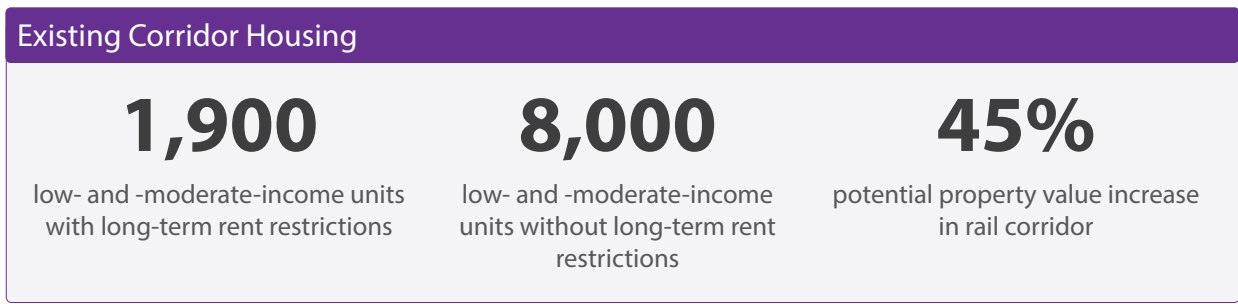 Existing Corridor Housing
1,900
low- and -moderate-income units
with long-term rent restrictions
8,000
low- and -moderate-income
units without long-term rent
restrictions
45%
potential property value increase
in rail corridor